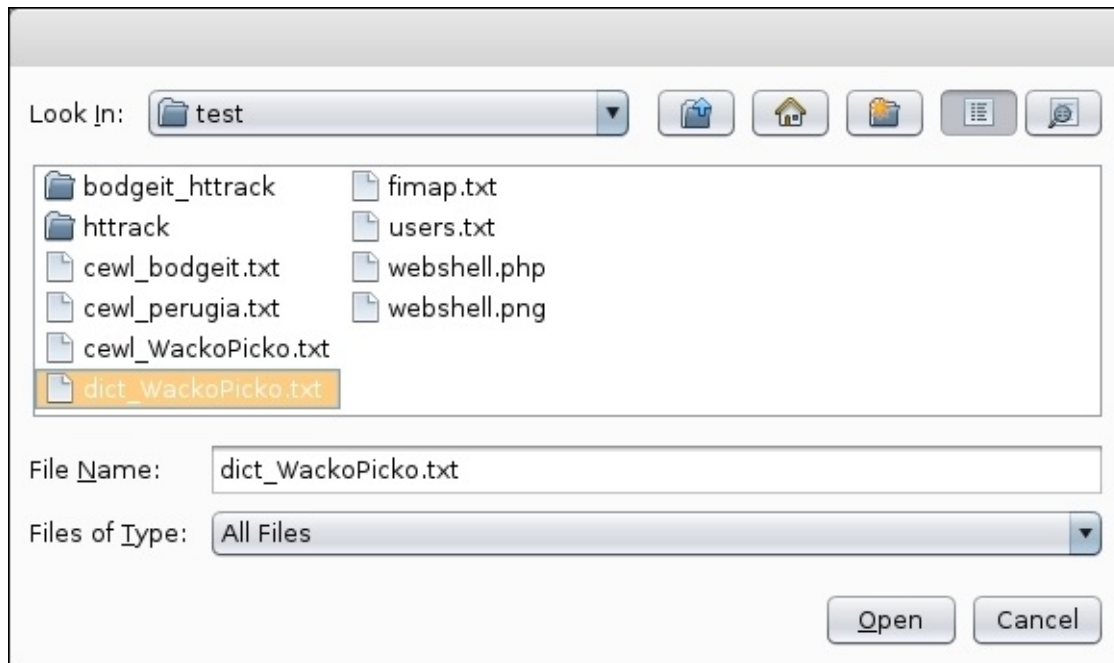 Look In: test
bodgeit_httrack
httrack
cewl_bodgeit.txt
cewl_perugia.txt
cewl_WackoPicko.txt
dict_WackoPicko.txt
fimap.txt
users.txt
webshell.php
webshell.png
File Name: dict_WackoPicko.txt
Files of Type: All Files
Open Cancel